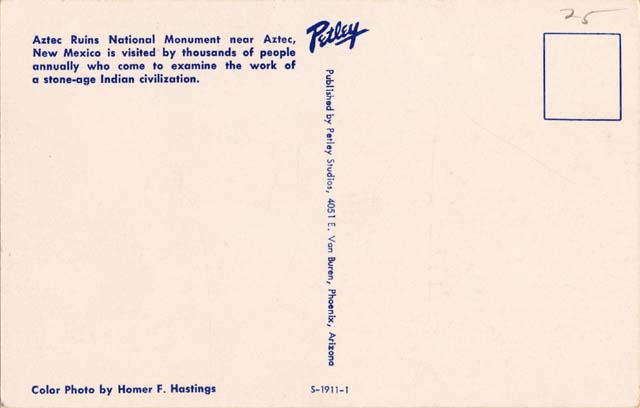 Aztec Ruins National Monument near Aztec,
New Mexico is visited by thousands of people
annually who come to examine the work of
a stone-age Indian civilization.
Petley
Published by Petley Studios, 4051 E. Van Buren, Phoenix, Arizona
25
Color Photo by Homer F. Hastings
S-1911-1